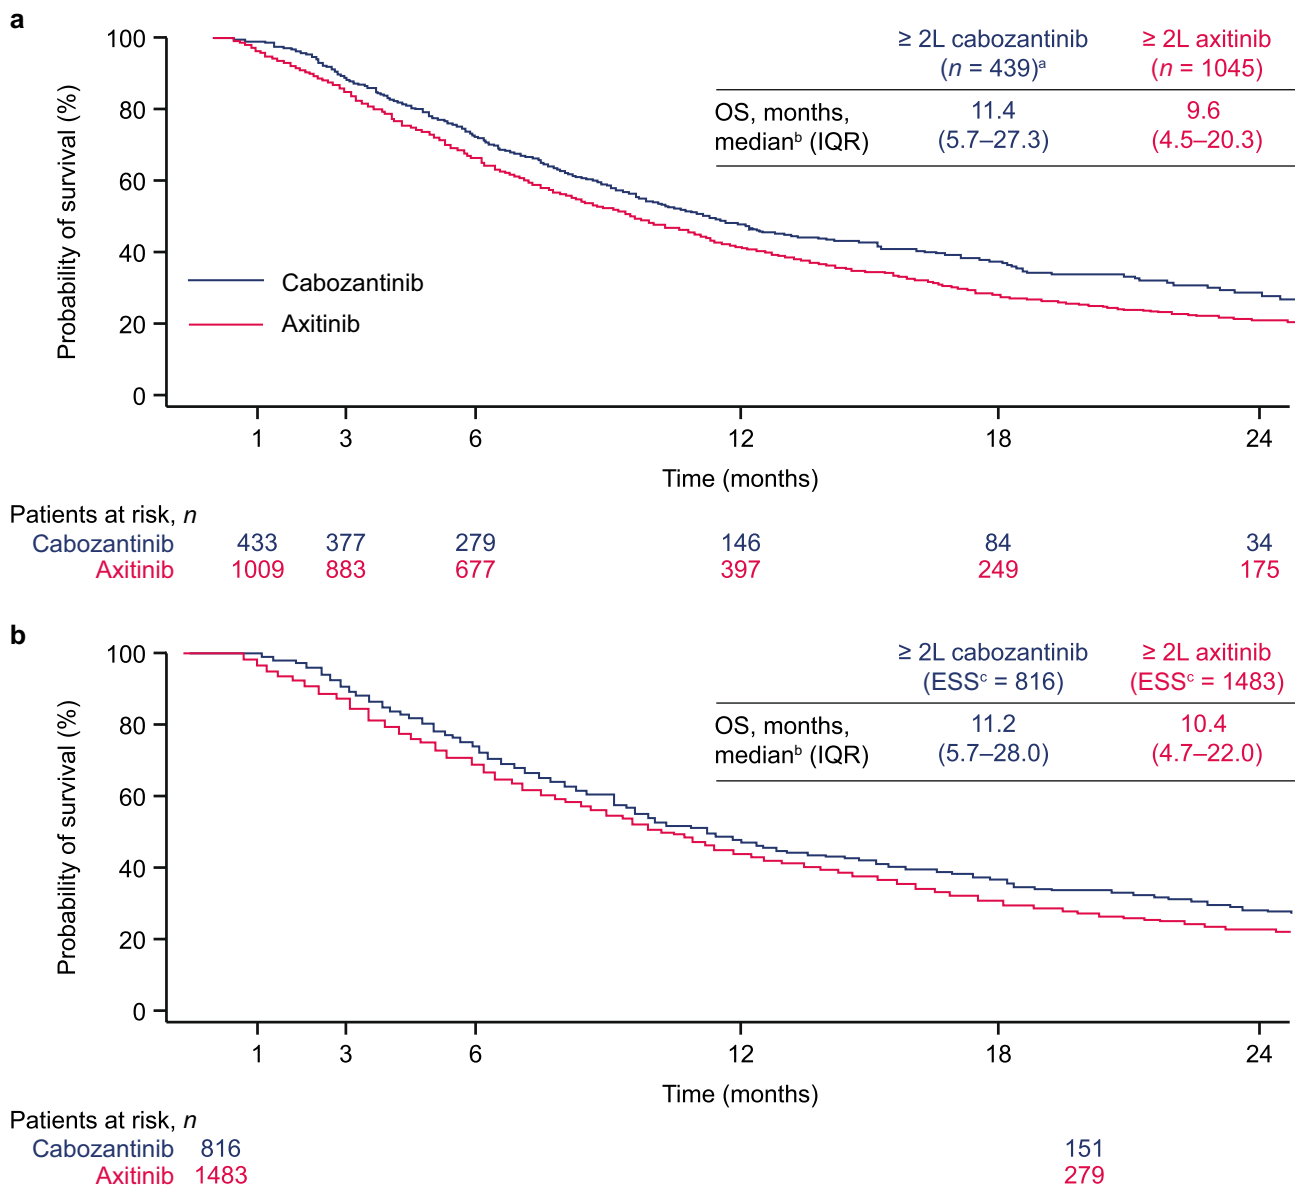 a
≥ 2L cabozantinib ≥ 2L axitinib
(n = 439)ᵃ (n = 1045)
OS, months, 11.4 9.6
medianᵇ (IQR) (5.7–27.3) (4.5–20.3)
Probability of survival (%)
100
80
60
40
20
0
Cabozantinib
Axitinib
1 3 6 12 18 24
Time (months)
Patients at risk, n
Cabozantinib 433 377 279 146 84 34
Axitinib 1009 883 677 397 249 175
b
≥ 2L cabozantinib ≥ 2L axitinib
(ESSᶜ = 816) (ESSᶜ = 1483)
OS, months, 11.2 10.4
medianᵇ (IQR) (5.7–28.0) (4.7–22.0)
Probability of survival (%)
100
80
60
40
20
0
1 3 6 12 18 24
Time (months)
Patients at risk, n
Cabozantinib 816 151
Axitinib 1483 279